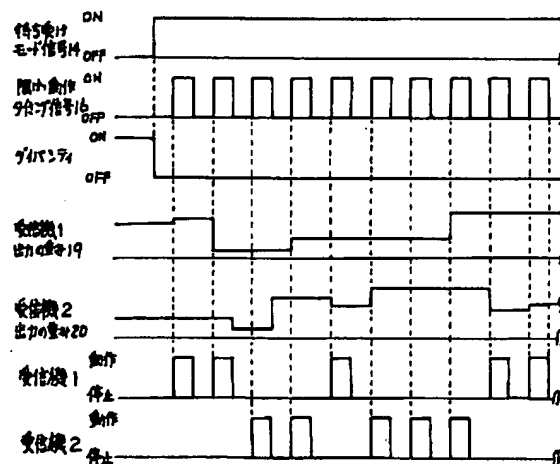 ON
待ち受け
モード信号14
OFF
ON
間けつ動作
タイミング信号16
OFF
ON
ダイバシティ
OFF
受信機1
出力の重み19
受信機2
出力の重み20
動作
受信機1
停止
動作
受信機2
停止